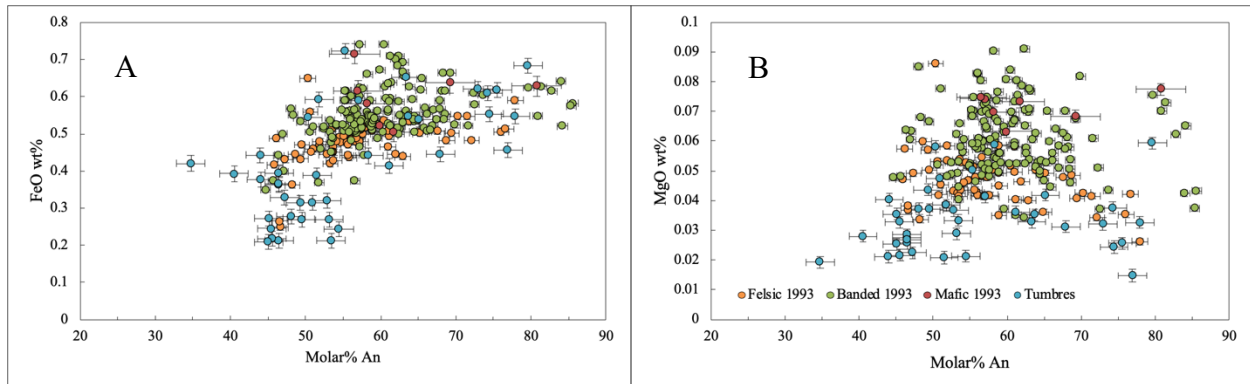 A
FeO wt%
0.8
0.7
0.6
0.5
0.4
0.3
0.2
0.1
0
20 30 40 50 60 70 80 90
Molar% An
B
MgO wt%
0.1
0.09
0.08
0.07
0.06
0.05
0.04
0.03
0.02
0.01
0
Felsic 1993 Banded 1993 Mafic 1993 Tumbres
20 30 40 50 60 70 80 90
Molar% An